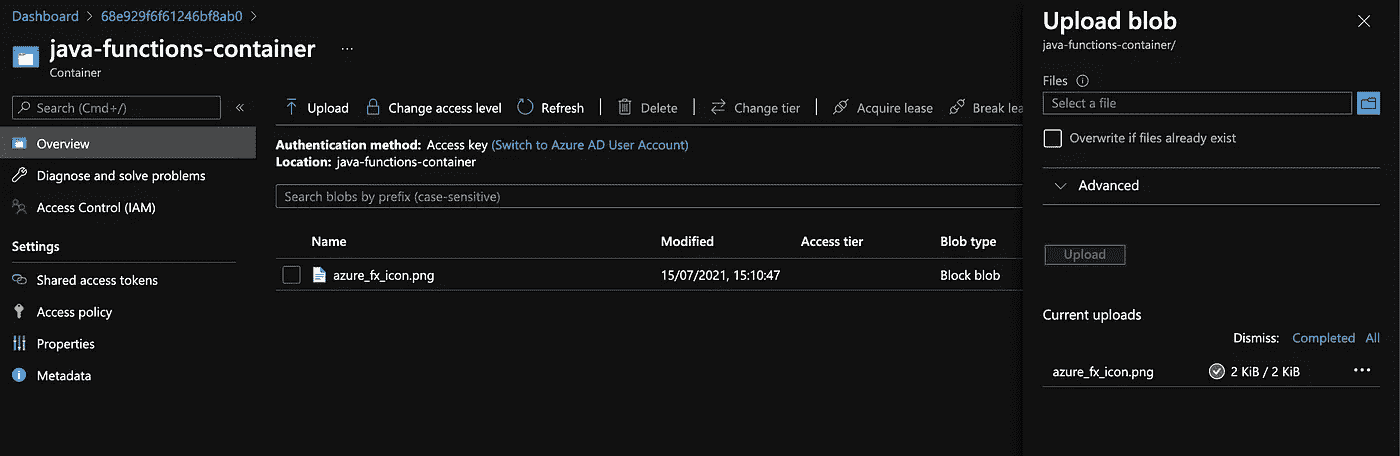 Dashboard > 68e929f6f61246bf8ab0 >
java-functions-container ...
Container
Search (Cmd+/)
«
Overview
Diagnose and solve problems
Access Control (IAM)
Settings
Shared access tokens
Access policy
Properties
Metadata
Upload Change access level Refresh Delete Change tier Acquire lease Break lea
Authentication method: Access key (Switch to Azure AD User Account)
Location: java-functions-container
Search blobs by prefix (case-sensitive)
Name Modified Access tier Blob type
azure_fx_icon.png 15/07/2021, 15:10:47 Block blob
Upload blob
java-functions-container/
Files
Select a file
Overwrite if files already exist
Advanced
Upload
Current uploads
Dismiss: Completed All
azure_fx_icon.png 2 KiB / 2 KiB ...